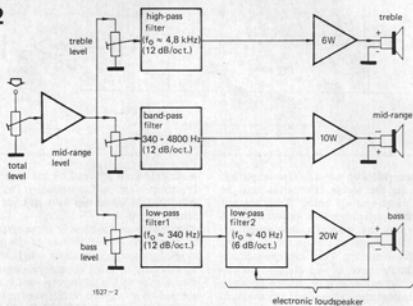 2
treble
level
high-pass
filter
(f₀ ≈ 4,8 kHz)
(12 dB/oct.)
6W
treble
+
−
total
level
mid-range
level
band-pass
filter
340 - 4800 Hz
(12 dB/oct.)
10W
mid-range
−
+
bass
level
low-pass
filter1
(f₀ ≈ 340 Hz)
(12 dB/oct.)
low-pass
filter2
(f₀ ≈ 40 Hz)
(6 dB/oct.)
20W
bass
+
−
1527 - 2
electronic loudspeaker